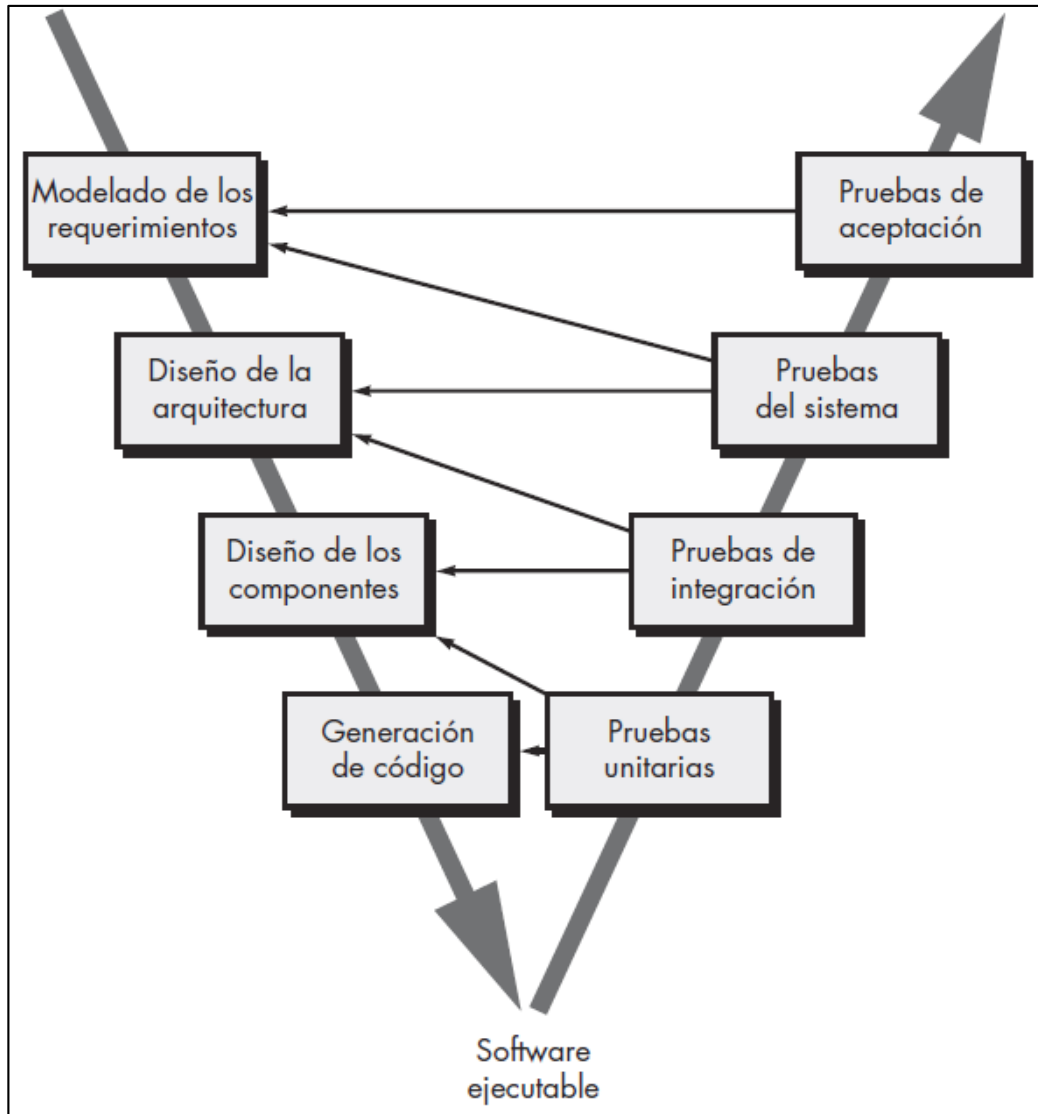 Modelado de los
requerimientos
Pruebas de
aceptación
Diseño de la
arquitectura
Pruebas
del sistema
Diseño de los
componentes
Pruebas de
integración
Generación
de código
Pruebas
unitarias
Software
ejecutable